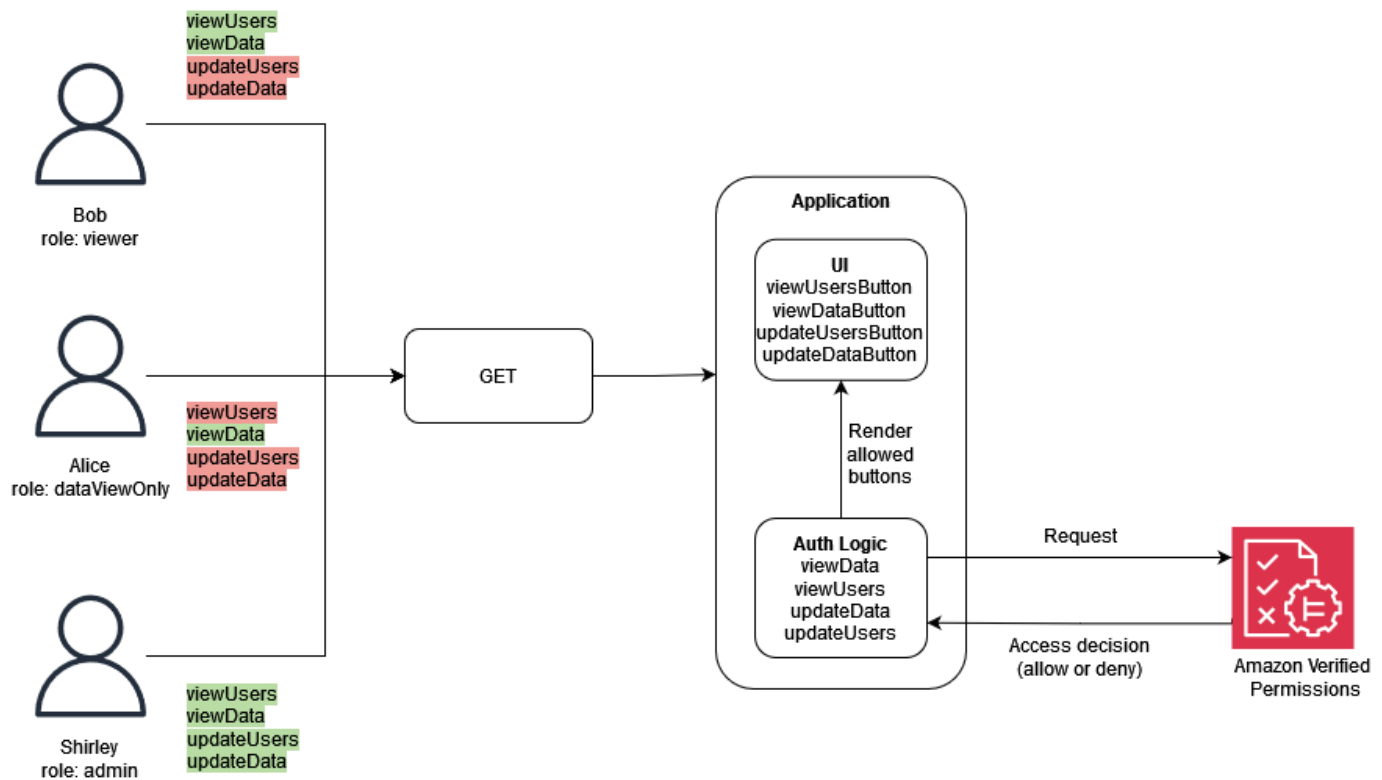 viewUsers
viewData
updateUsers
updateData
Bob
role: viewer
viewUsers
viewData
updateUsers
updateData
Alice
role: dataViewOnly
viewUsers
viewData
updateUsers
updateData
Shirley
role: admin
GET
Application
UI
viewUsersButton
viewDataButton
updateUsersButton
updateDataButton
Render
allowed
buttons
Auth Logic
viewData
viewUsers
updateData
updateUsers
Request
Access decision
(allow or deny)
Amazon Verified
Permissions